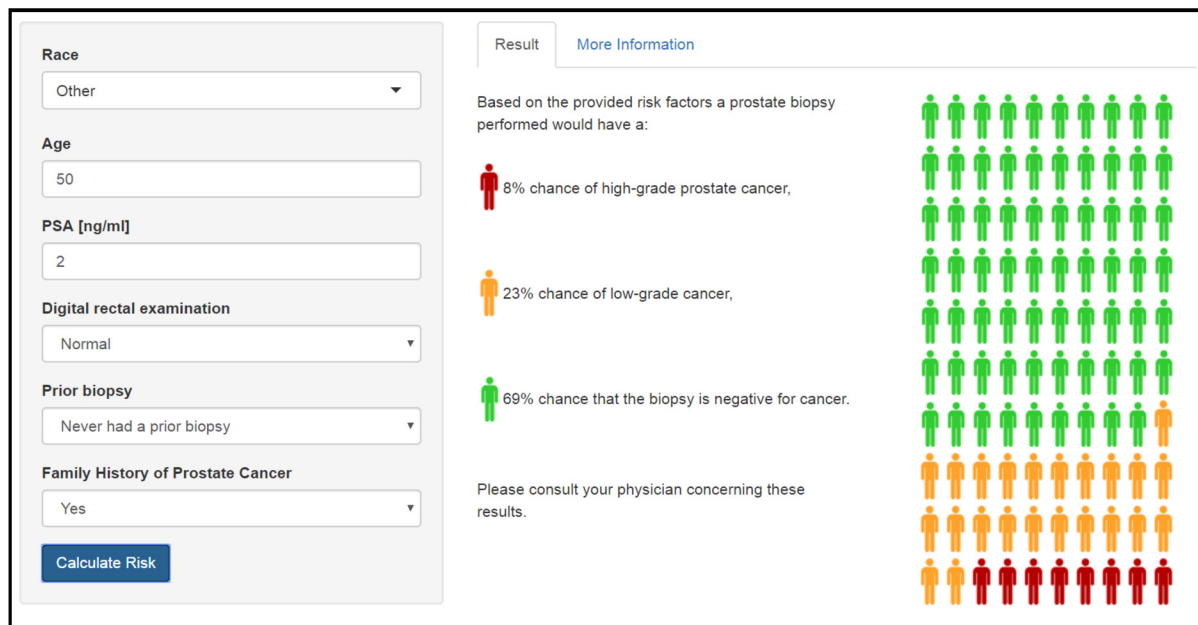 Race
Other
Age
50
PSA [ng/ml]
2
Digital rectal examination
Normal
Prior biopsy
Never had a prior biopsy
Family History of Prostate Cancer
Yes
Calculate Risk
Result
More Information
Based on the provided risk factors a prostate biopsy
performed would have a:
8% chance of high-grade prostate cancer,
23% chance of low-grade cancer,
69% chance that the biopsy is negative for cancer.
Please consult your physician concerning these
results.